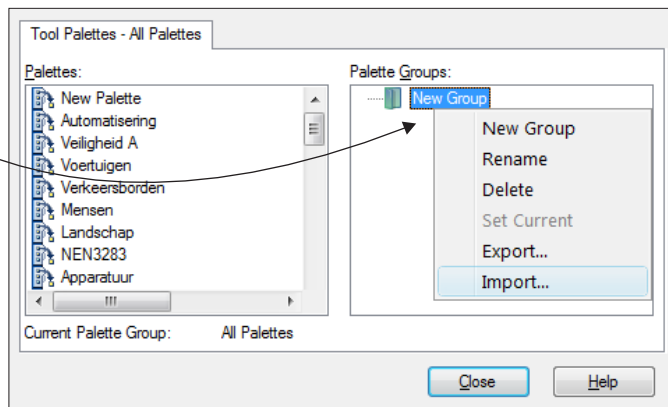 Tool Palettes - All Palettes
Palettes:
New Palette
Automatisering
Veiligheid A
Voertuigen
Verkeersborden
Mensen
Landschap
NEN3283
Apparatuur
Current Palette Group: All Palettes
Palette Groups:
New Group
New Group
Rename
Delete
Set Current
Export...
Import...
Close
Help